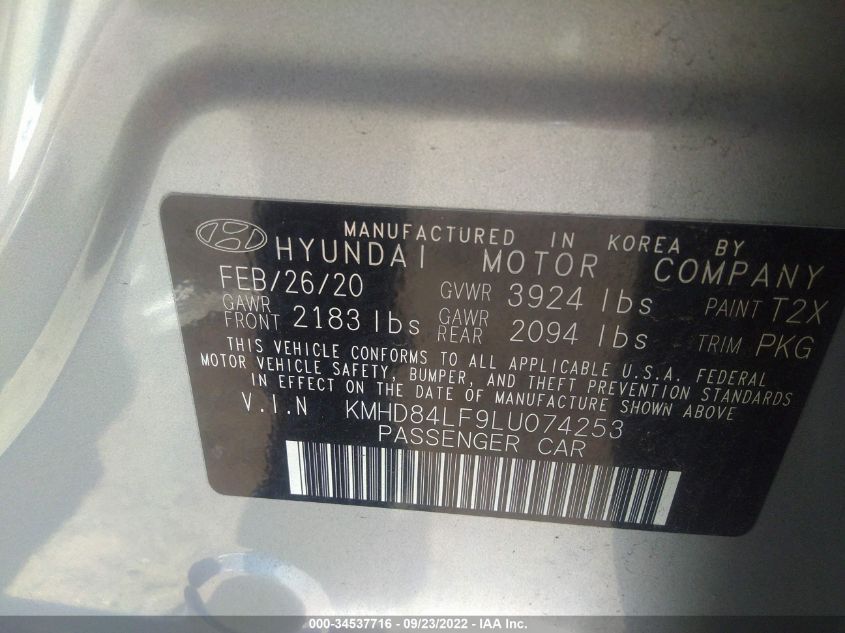 MANUFACTURED IN KOREA BY
HYUNDAI MOTOR COMPANY
FEB/26/20 GVWR 3924 lbs PAINT T2X
GAWR FRONT 2183 lbs GAWR REAR 2094 lbs TRIM PKG
THIS VEHICLE CONFORMS TO ALL APPLICABLE U.S.A. FEDERAL
MOTOR VEHICLE SAFETY, BUMPER, AND THEFT PREVENTION STANDARDS
IN EFFECT ON THE DATE OF MANUFACTURE SHOWN ABOVE
V.I.N KMHD84LF9LU074253
PASSENGER CAR
000-34537716 - 09/23/2022 - IAA Inc.